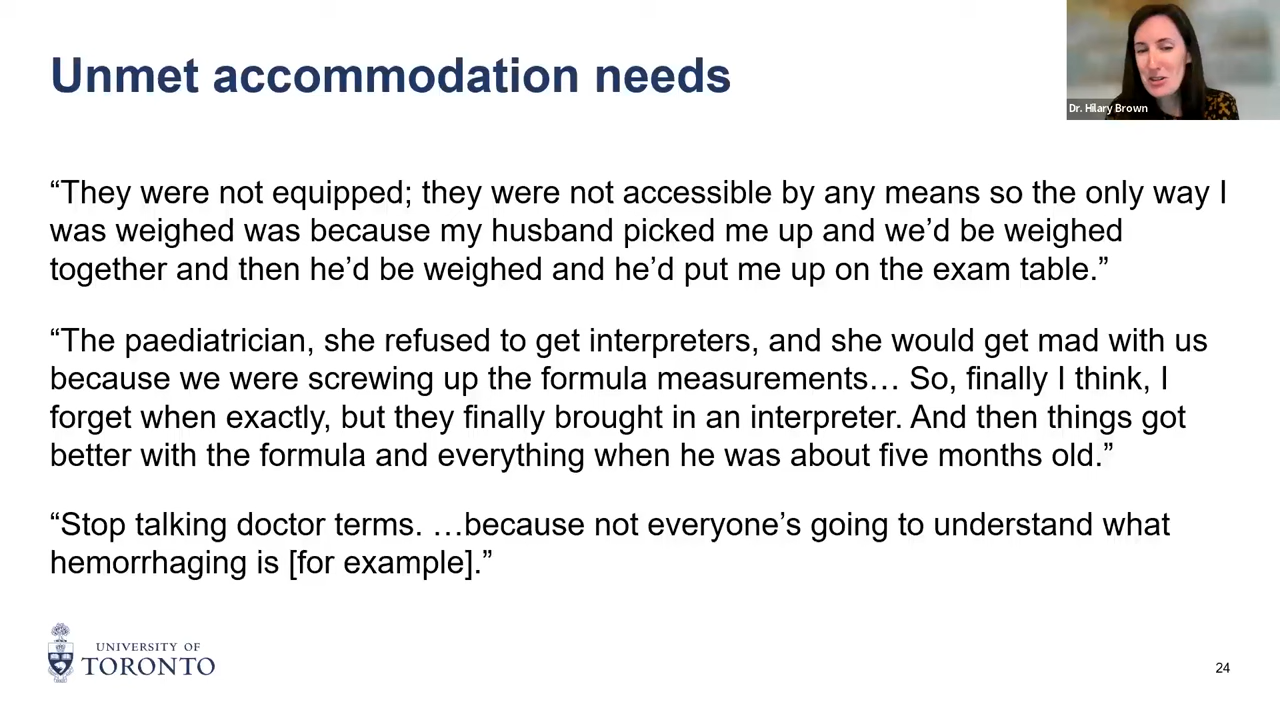 Unmet accommodation needs
Dr. Hilary Brown
“They were not equipped; they were not accessible by any means so the only way I
was weighed was because my husband picked me up and we’d be weighed
together and then he’d be weighed and he’d put me up on the exam table.”
“The paediatrician, she refused to get interpreters, and she would get mad with us
because we were screwing up the formula measurements… So, finally I think, I
forget when exactly, but they finally brought in an interpreter. And then things got
better with the formula and everything when he was about five months old.”
“Stop talking doctor terms. …because not everyone’s going to understand what
hemorrhaging is [for example].”
UNIVERSITY OF
TORONTO
24